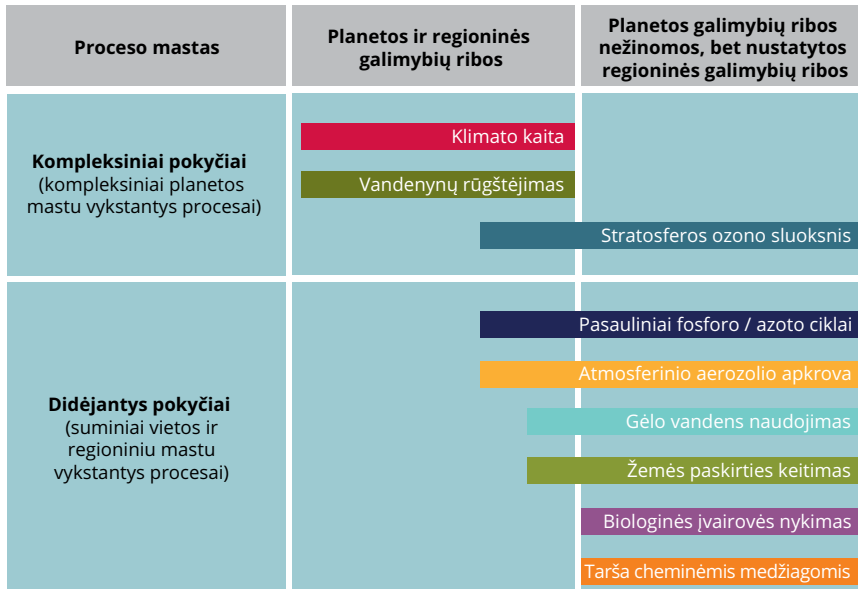 Proceso mastas
Planetos ir regioninės
galimybių ribos
Planetos galimybių ribos
nežinomos, bet nustatytos
regioninės galimybių ribos
Kompleksiniai pokyčiai
(kompleksiniai planetos
mastu vykstantys procesai)
Klimato kaita
Vandenynų rūgštėjimas
Stratosferos ozono sluoksnis
Didėjantys pokyčiai
(suminiai vietos ir
regioniniu mastu
vykstantys procesai)
Pasauliniai fosforo / azoto ciklai
Atmosferinio aerozolio apkrova
Gėlo vandens naudojimas
Žemės paskirties keitimas
Biologinės įvairovės nykimas
Tarša cheminėmis medžiagomis